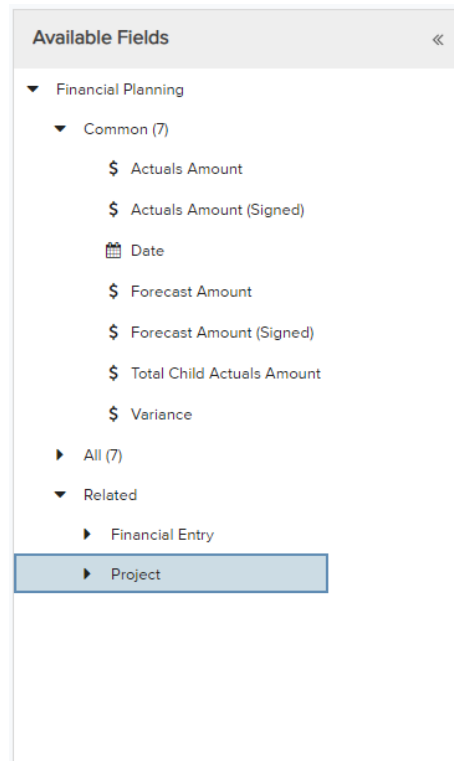 Available Fields «
Financial Planning
Common (7)
$ Actuals Amount
$ Actuals Amount (Signed)
Date
$ Forecast Amount
$ Forecast Amount (Signed)
$ Total Child Actuals Amount
$ Variance
All (7)
Related
Financial Entry
Project